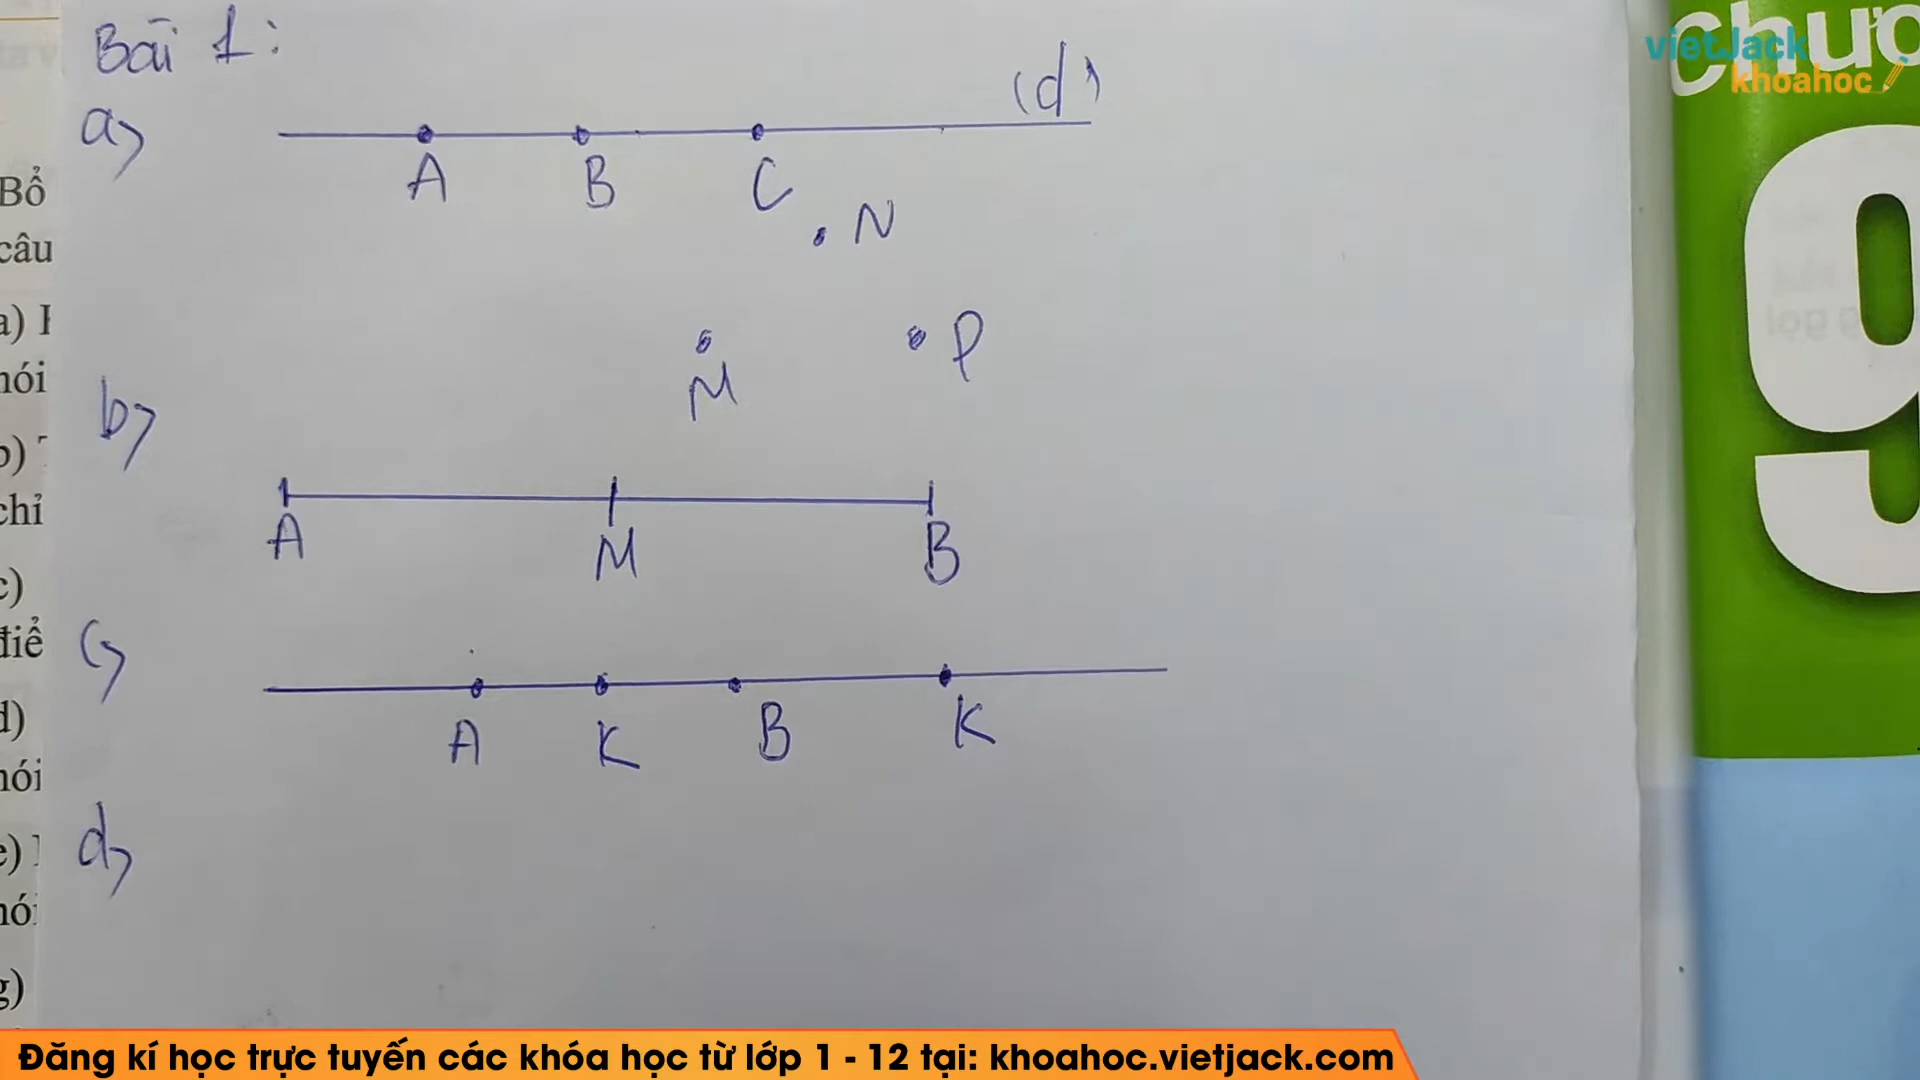 Bài 1:
a)
(d)
A B C
. N
M P
b)
A M B
c)
A K B K
d)
Bổ
câu
a)
nói
b)
chỉ
c)
điể
d)
nói
e)
nói
g)
chươ
9
vietJack
khoahoc
Đăng kí học trực tuyến các khóa học từ lớp 1 - 12 tại: khoahoc.vietjack.com